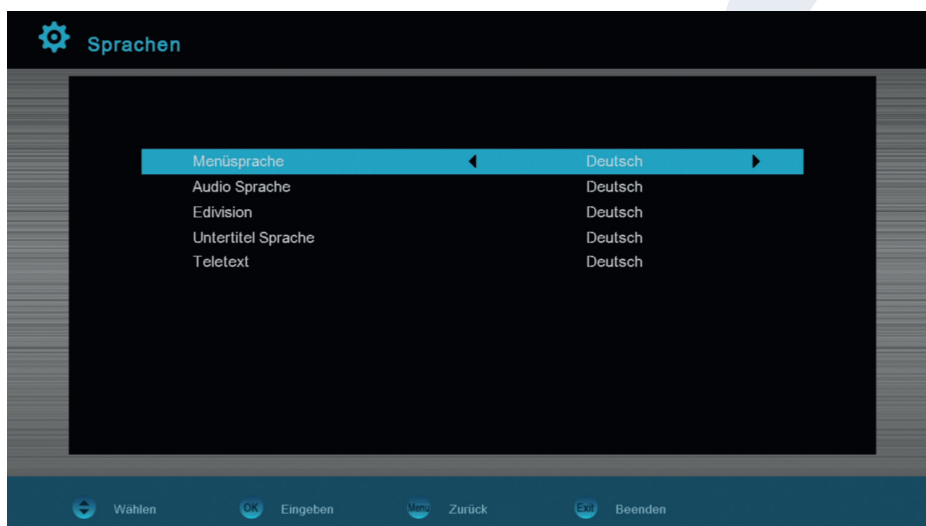 Sprachen
Menüsprache Deutsch
Audio Sprache Deutsch
Edivision Deutsch
Untertitel Sprache Deutsch
Teletext Deutsch
Wählen OK Eingeben Menu Zurück Exit Beenden